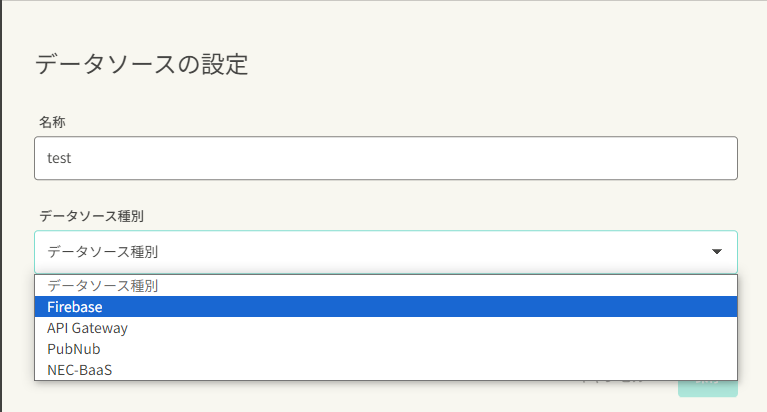 データソースの設定
名称
test
データソース種別
データソース種別
データソース種別
Firebase
API Gateway
PubNub
NEC-BaaS